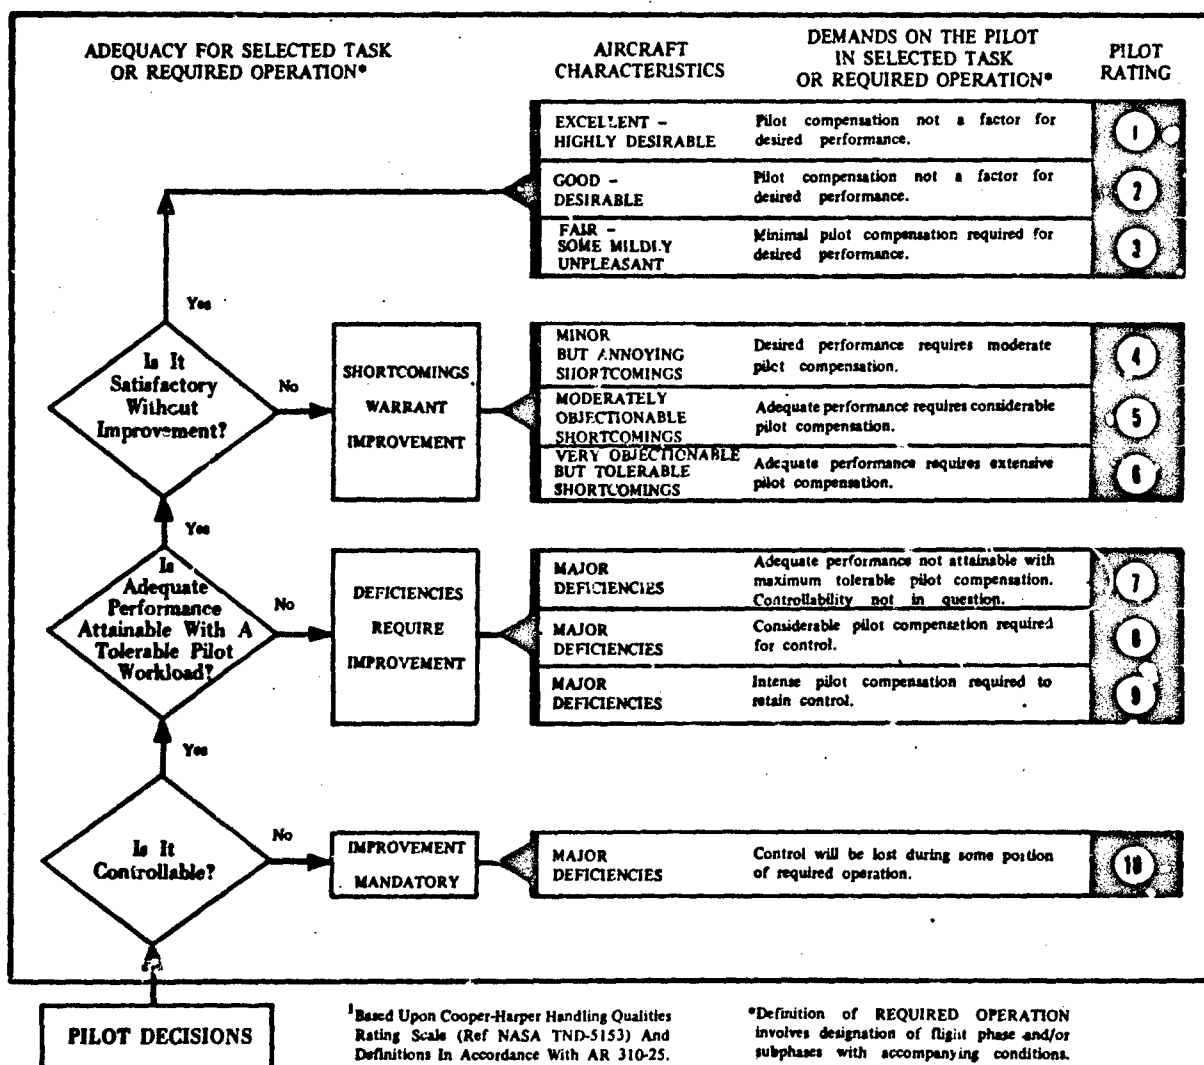 ADEQUACY FOR SELECTED TASK
OR REQUIRED OPERATION*
AIRCRAFT
CHARACTERISTICS
DEMANDS ON THE PILOT
IN SELECTED TASK
OR REQUIRED OPERATION*
PILOT
RATING
EXCELLENT –
HIGHLY DESIRABLE
Pilot compensation not a factor for
desired performance.
1
GOOD –
DESIRABLE
Pilot compensation not a factor for
desired performance.
2
FAIR –
SOME MILDLY
UNPLEASANT
Minimal pilot compensation required for
desired performance.
3
Yes
Is It
Satisfactory
Without
Improvement?
No
SHORTCOMINGS
WARRANT
IMPROVEMENT
MINOR
BUT ANNOYING
SHORTCOMINGS
Desired performance requires moderate
pilot compensation.
4
MODERATELY
OBJECTIONABLE
SHORTCOMINGS
Adequate performance requires considerable
pilot compensation.
5
VERY OBJECTIONABLE
BUT TOLERABLE
SHORTCOMINGS
Adequate performance requires extensive
pilot compensation.
6
Yes
Is
Adequate
Performance
Attainable With A
Tolerable Pilot
Workload?
No
DEFICIENCIES
REQUIRE
IMPROVEMENT
MAJOR
DEFICIENCIES
Adequate performance not attainable with
maximum tolerable pilot compensation.
Controllability not in question.
7
MAJOR
DEFICIENCIES
Considerable pilot compensation required
for control.
8
MAJOR
DEFICIENCIES
Intense pilot compensation required to
retain control.
9
Yes
Is It
Controllable?
No
IMPROVEMENT
MANDATORY
MAJOR
DEFICIENCIES
Control will be lost during some portion
of required operation.
10
PILOT DECISIONS
1Based Upon Cooper-Harper Handling Qualities
Rating Scale (Ref NASA TND-5153) And
Definitions In Accordance With AR 310-25.
*Definition of REQUIRED OPERATION
involves designation of flight phase and/or
subphases with accompanying conditions.